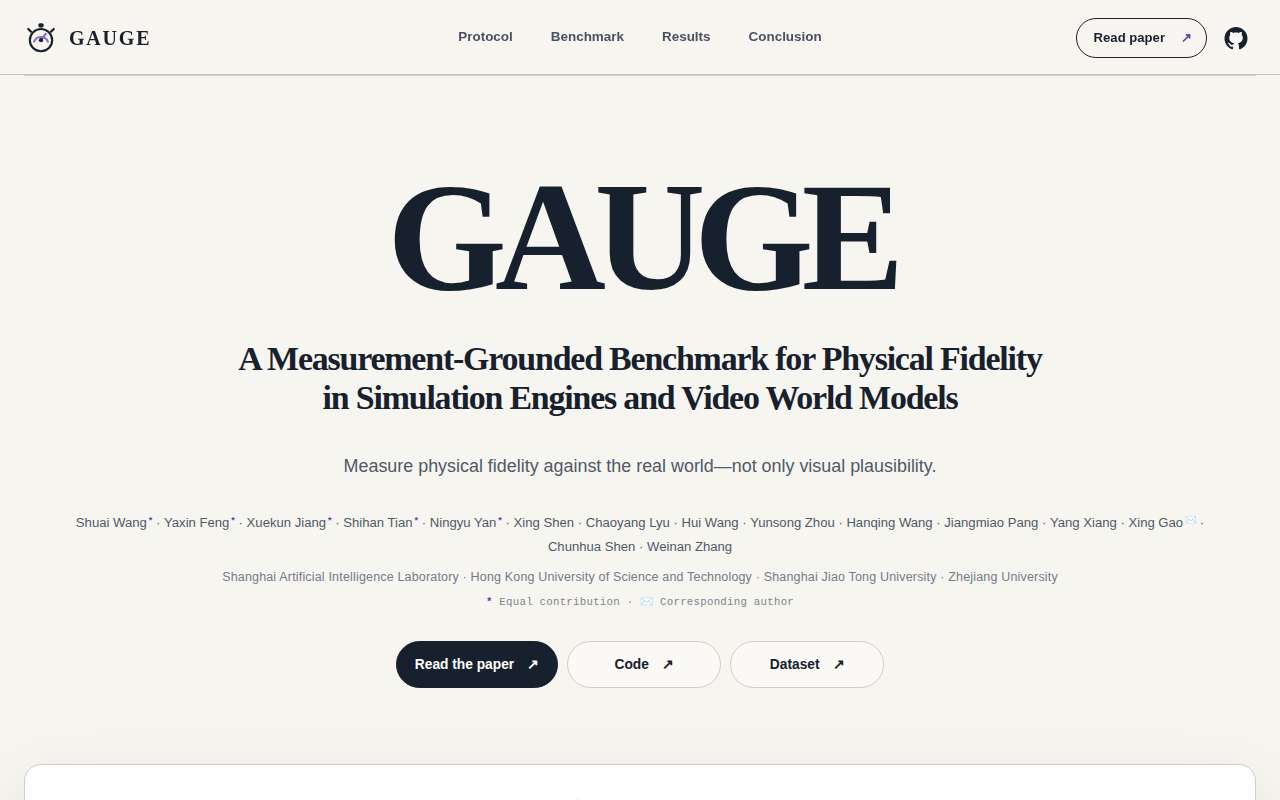 GAUGE
Protocol
Benchmark
Results
Conclusion
Read paper ↗
GAUGE
A Measurement-Grounded Benchmark for Physical Fidelity
in Simulation Engines and Video World Models
Measure physical fidelity against the real world—not only visual plausibility.
Shuai Wang* · Yaxin Feng* · Xuekun Jiang* · Shihan Tian* · Ningyu Yan* · Xing Shen · Chaoyang Lyu · Hui Wang · Yunsong Zhou · Hanqing Wang · Jiangmiao Pang · Yang Xiang · Xing Gao✉️ ·
Chunhua Shen · Weinan Zhang
Shanghai Artificial Intelligence Laboratory · Hong Kong University of Science and Technology · Shanghai Jiao Tong University · Zhejiang University
* Equal contribution · ✉️ Corresponding author
Read the paper ↗
Code ↗
Dataset ↗